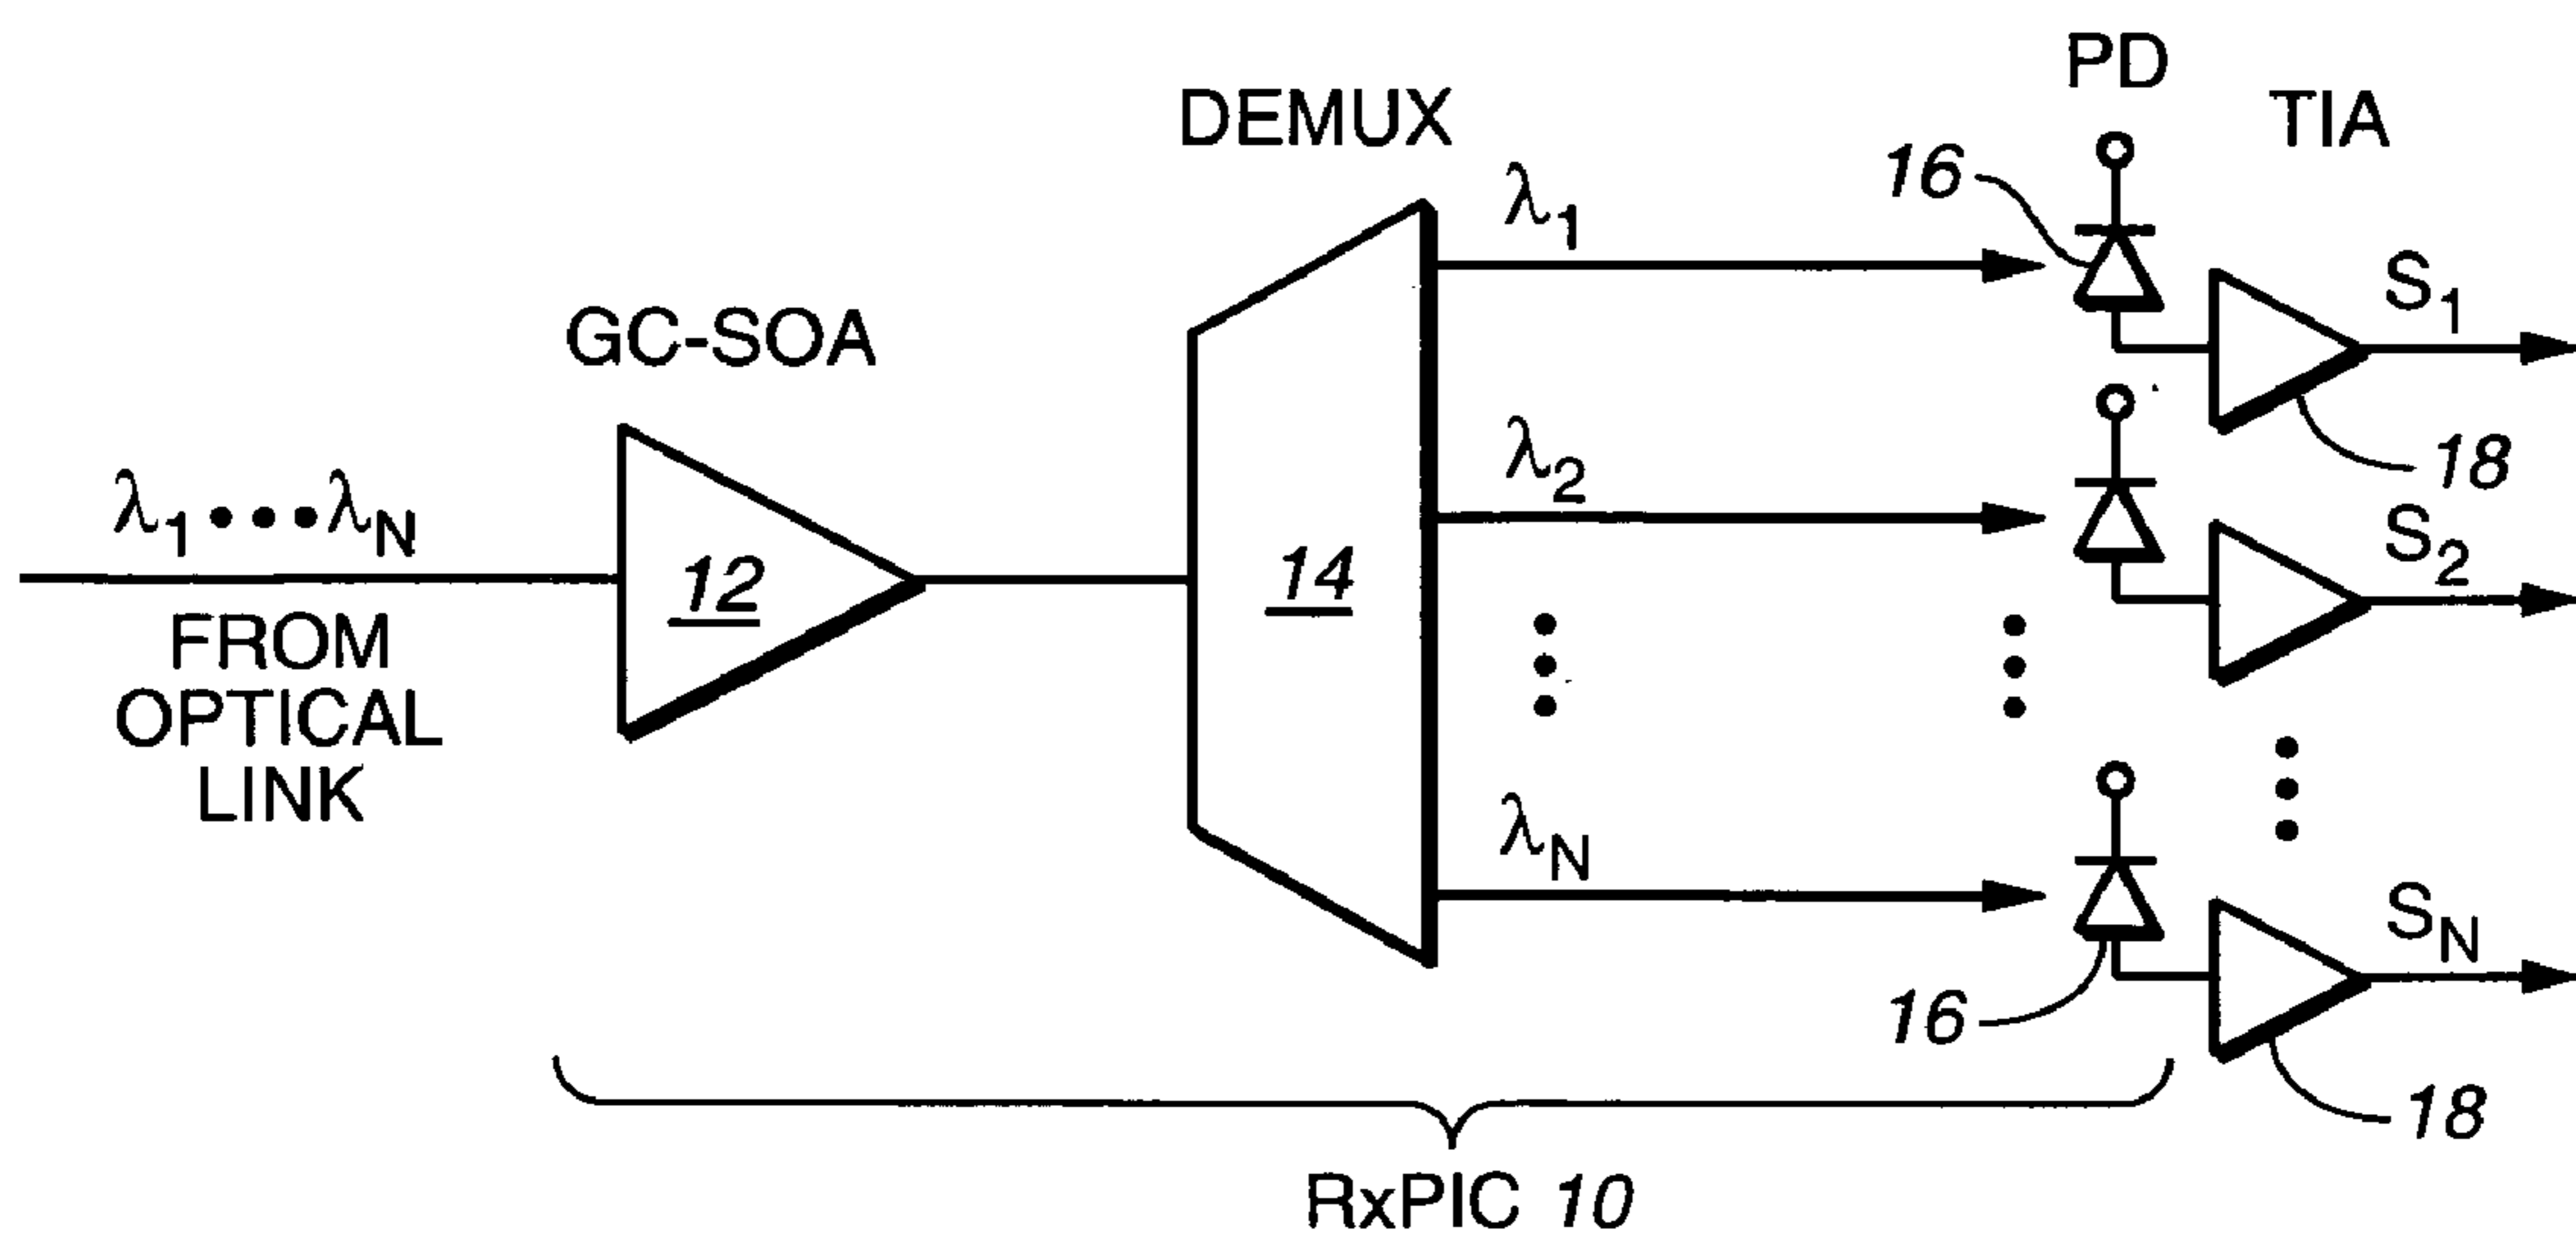 PD
DEMUX
TIA
16
λ1
S1
GC-SOA
18
λ2
λ1 • • • λN
S2
12
14
FROM
OPTICAL
LINK
λN
SN
16
18
RxPIC 10